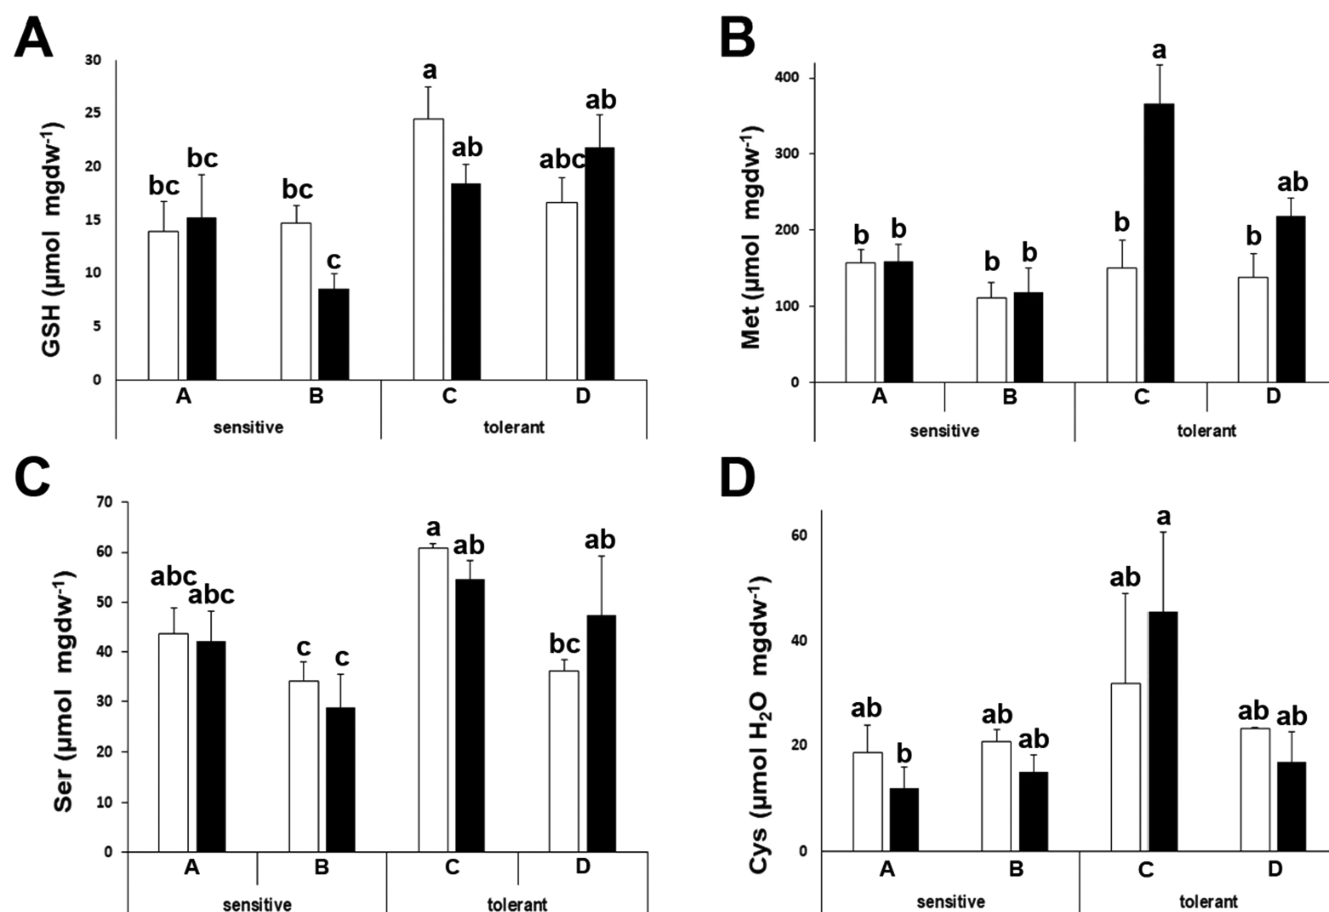 A
GSH (µmol mgdw-1)
30
25
20
15
10
5
0
bc
bc
bc
c
a
ab
abc
ab
A
B
C
D
sensitive
tolerant
B
Met (µmol mgdw-1)
400
300
200
100
0
b
b
b
b
b
a
b
ab
A
B
C
D
sensitive
tolerant
C
Ser (µmol mgdw-1)
70
60
50
40
30
20
10
0
abc
abc
c
c
a
ab
bc
ab
A
B
C
D
sensitive
tolerant
D
Cys (µmol H2O mgdw-1)
60
40
20
0
ab
b
ab
ab
ab
a
ab
ab
A
B
C
D
sensitive
tolerant